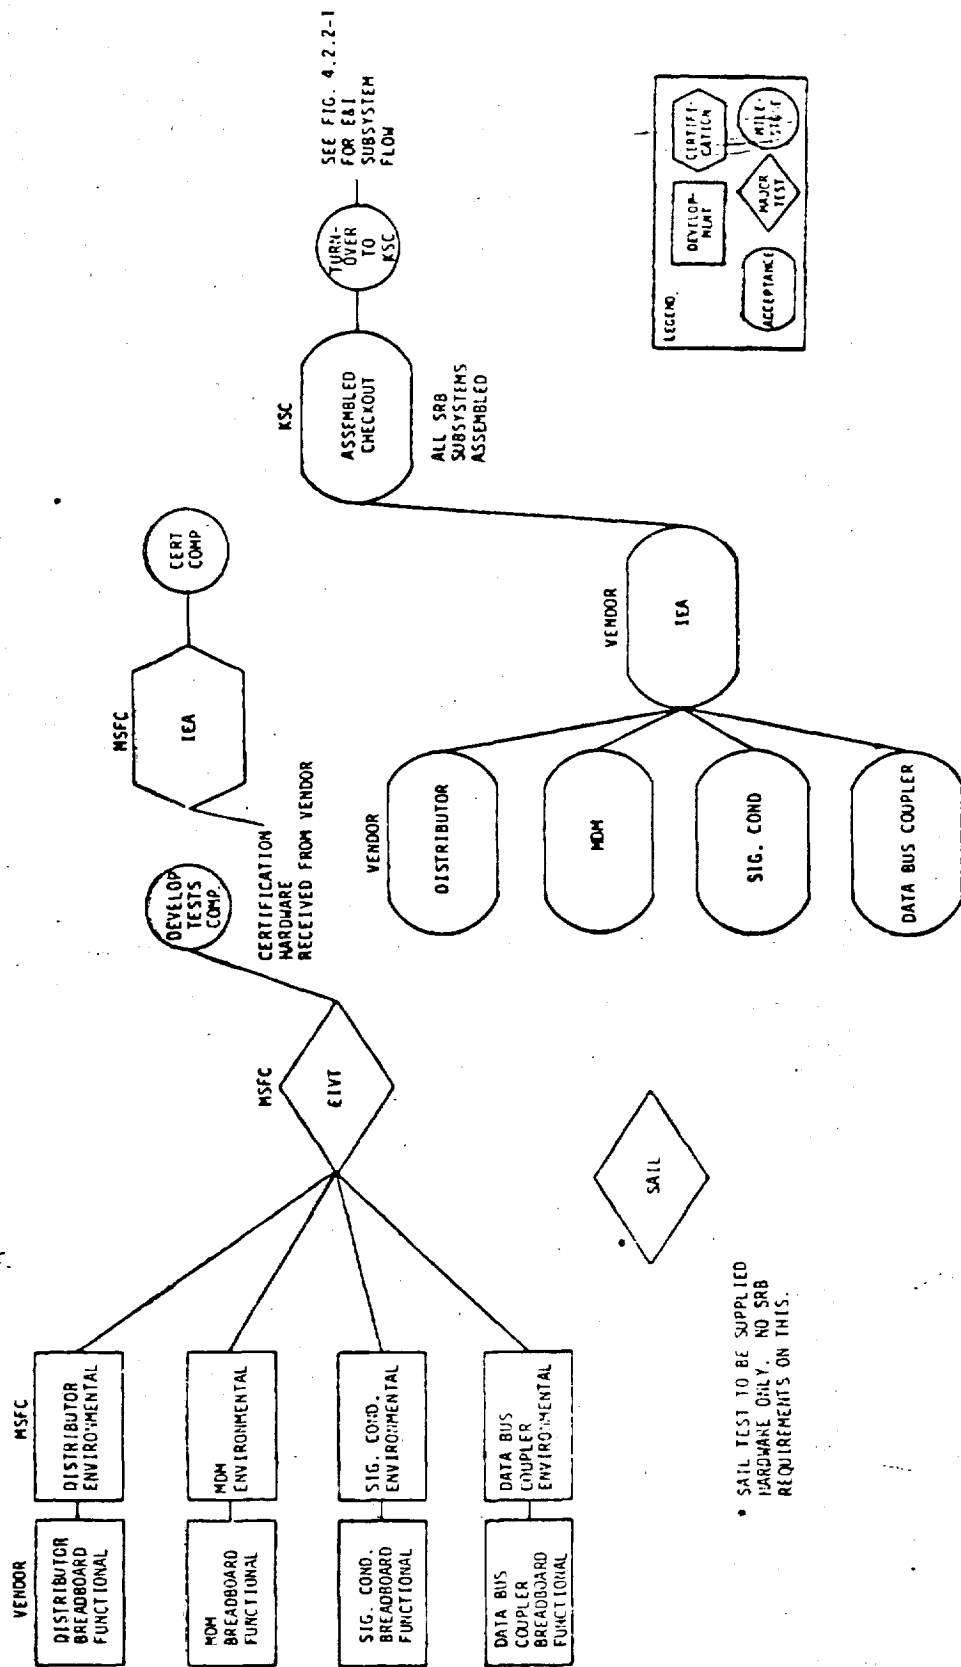 VENDOR
MSFC
DISTRIBUTOR
BREADBOARD
FUNCTIONAL
DISTRIBUTOR
ENVIRONMENTAL
MDM
BREADBOARD
FUNCTIONAL
MDM
ENVIRONMENTAL
SIG. COND.
BREADBOARD
FUNCTIONAL
SIG. COND.
ENVIRONMENTAL
DATA BUS
COUPLER
BREADBOARD
FUNCTIONAL
DATA BUS
COUPLER
ENVIRONMENTAL
MSFC
EIVT
DEVELOP
TESTS
COMP.
CERTIFICATION
HARDWARE
RECEIVED FROM VENDOR
MSFC
IEA
CERT
COMP
* SAIL
* SAIL TEST TO BE SUPPLIED
HARDWARE ONLY. NO SRB
REQUIREMENTS ON THIS.
VENDOR
DISTRIBUTOR
MDM
SIG. COND
DATA BUS COUPLER
VENDOR
IEA
KSC
ASSEMBLED
CHECKOUT
ALL SRB
SUBSYSTEMS
ASSEMBLED
TURN-
OVER
TO
KSC
SEE FIG. 4.2.2-1
FOR E&I
SUBSYSTEM
FLOW
LEGEND.
DEVELOP-
MENT
CERTIFI-
CATION
ACCEPTANCE
MAJOR
TEST
MILE-
STONE